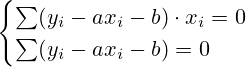 ∑(yᵢ − axᵢ − b) · xᵢ = 0
∑(yᵢ − axᵢ − b) = 0